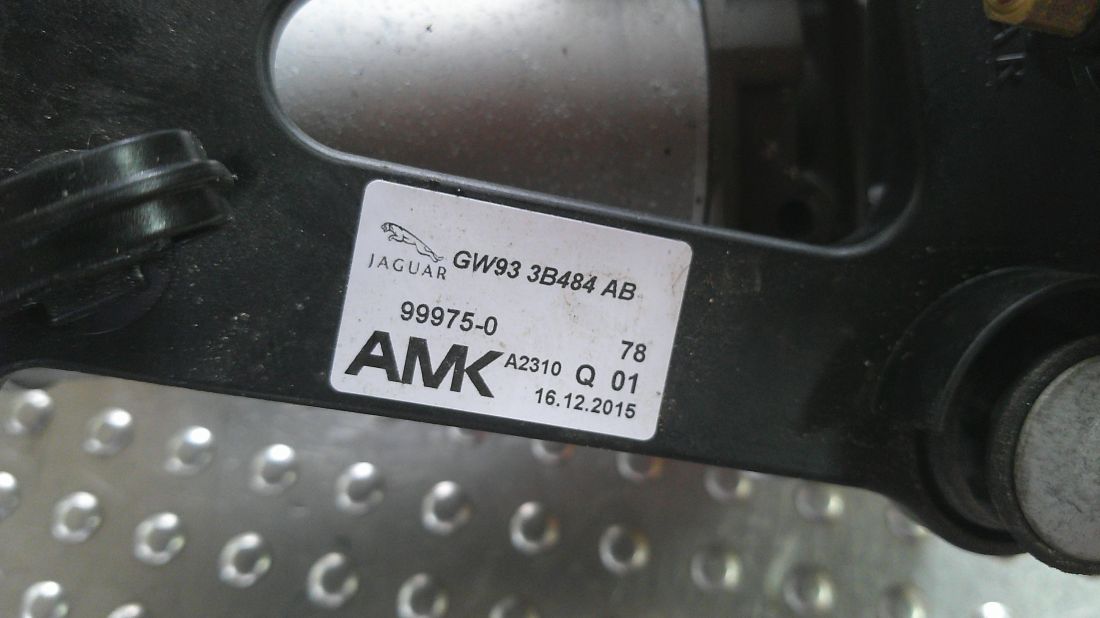 JAGUAR
GW93 3B484 AB
99975-0
78
AMK
A2310 Q 01
16.12.2015